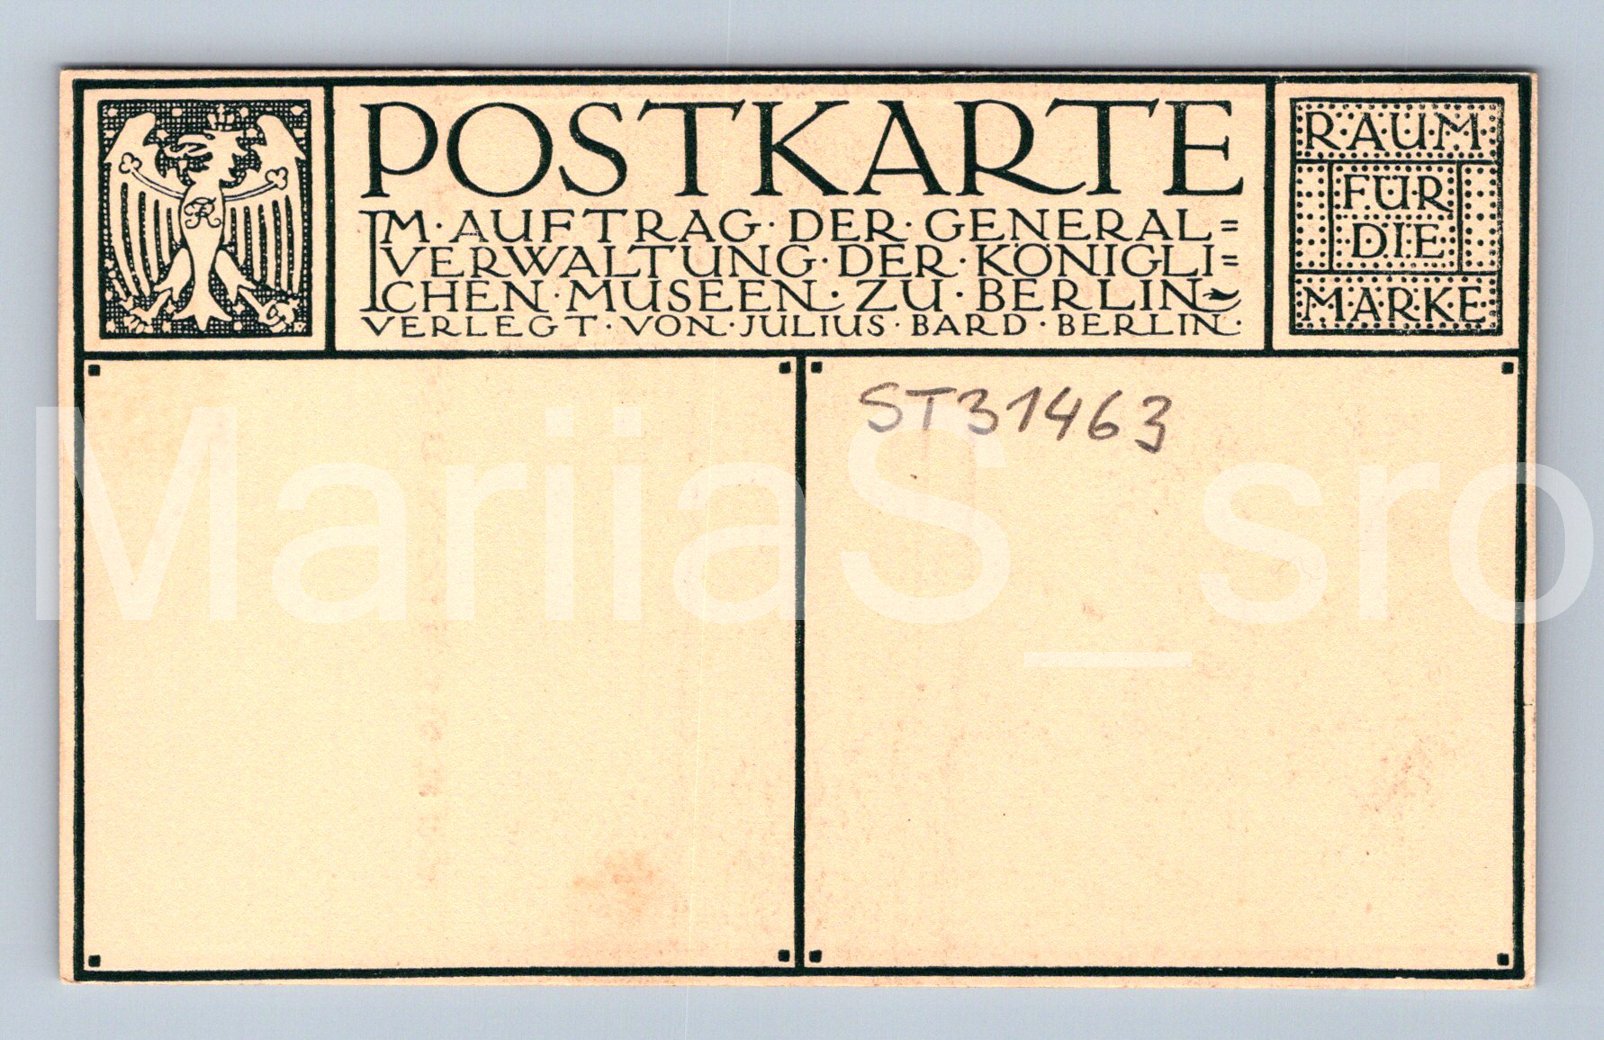 POSTKARTE
IM·AUFTRAG·DER·GENERAL=
VERWALTUNG·DER·KÖNIGLI=
CHEN·MUSEEN·ZU·BERLIN
VERLEGT·VON·JULIUS·BARD·BERLIN·
RAUM
FÜR
DIE
MARKE
R
ST31463
MariiaS_sro